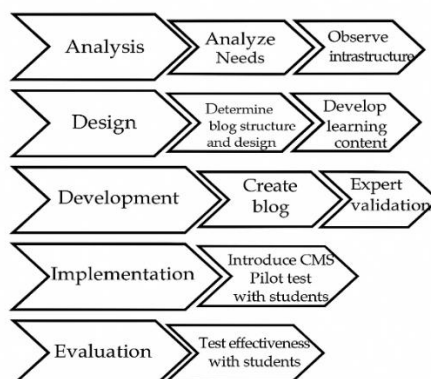 Analysis
Analyze
Needs
Observe
intrastructure
Design
Determine
blog structure
and design
Develop
learning
content
Development
Create
blog
Expert
validation
Implementation
Introduce CMS
Pilot test
with students
Evaluation
Test effectiveness
with students